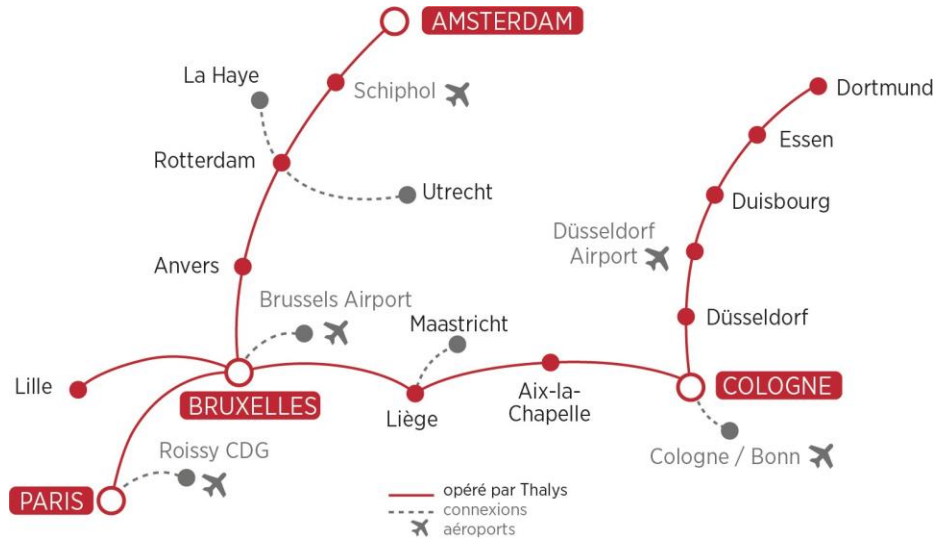 AMSTERDAM
La Haye
Schiphol
Dortmund
Essen
Rotterdam
Utrecht
Duisbourg
Düsseldorf
Airport
Anvers
Brussels Airport
Maastricht
Düsseldorf
Lille
BRUXELLES
Liège
Aix-la-
Chapelle
COLOGNE
Roissy CDG
Cologne / Bonn
PARIS
opéré par Thalys
connexions
aéroports